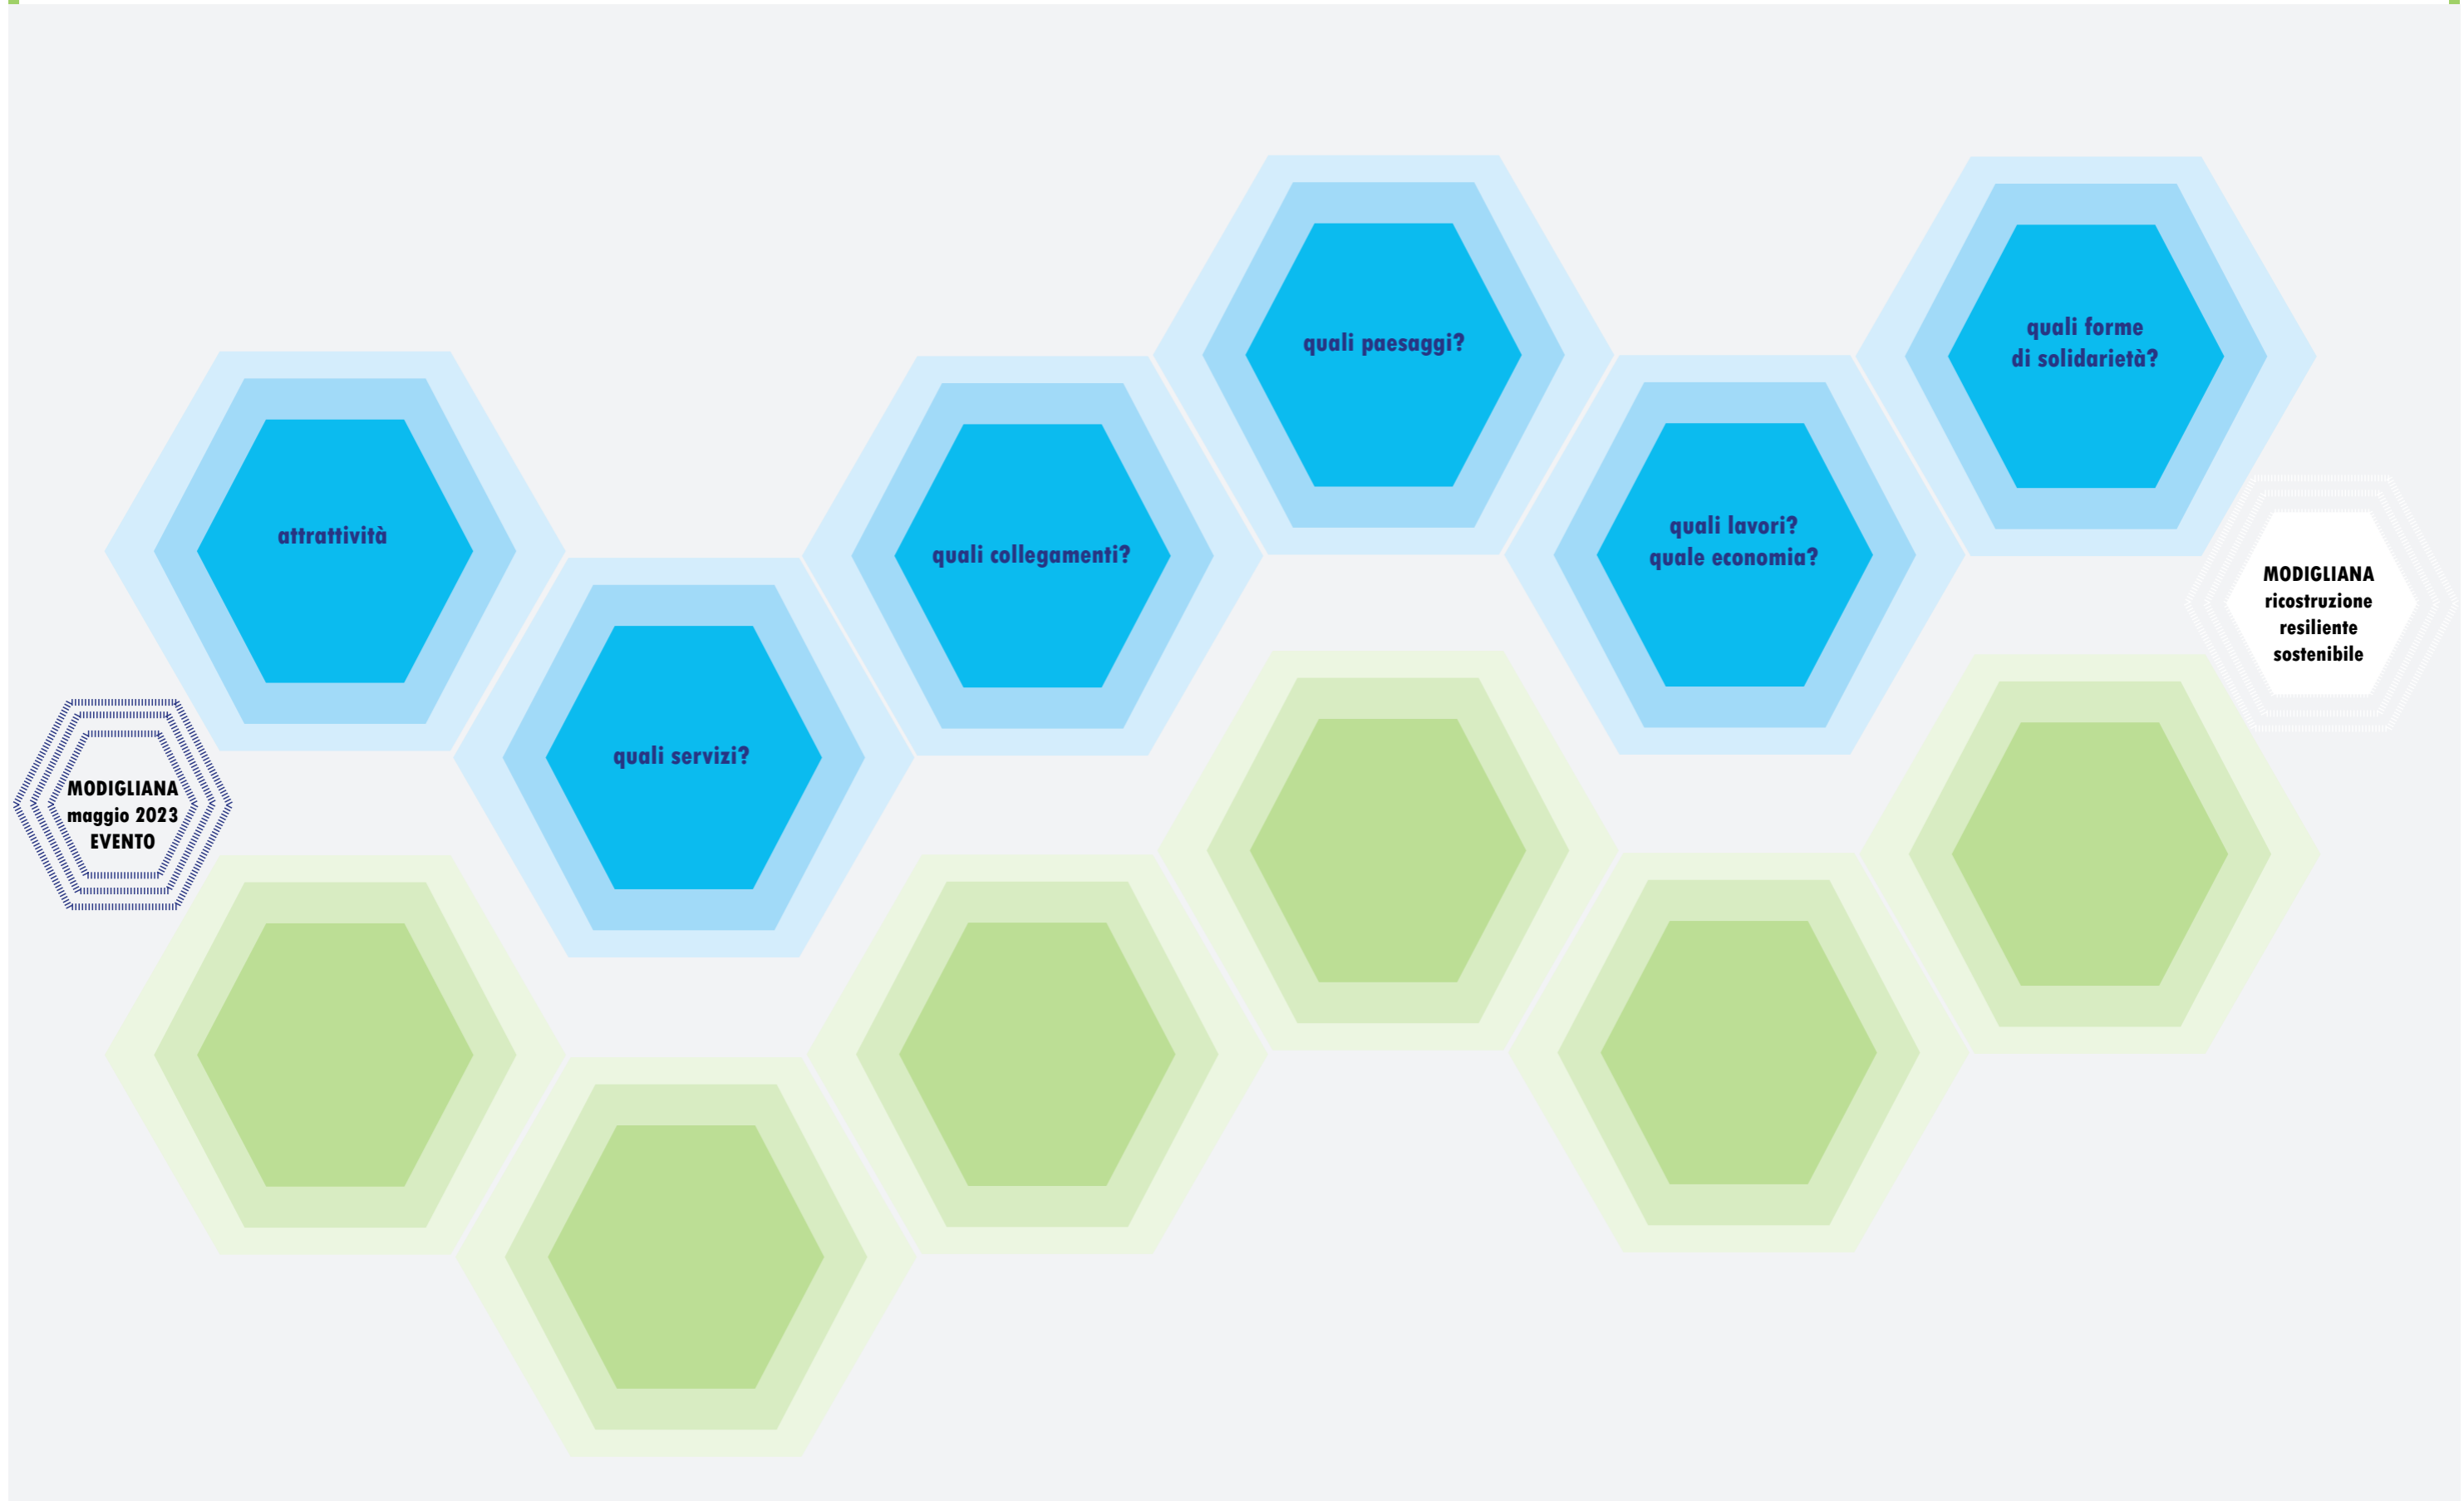 quali paesaggi?
quali forme
di solidarietà?
attrattività
quali collegamenti?
quali lavori?
quale economia?
MODIGLIANA
ricostruzione
resiliente
sostenibile
quali servizi?
MODIGLIANA
maggio 2023
EVENTO